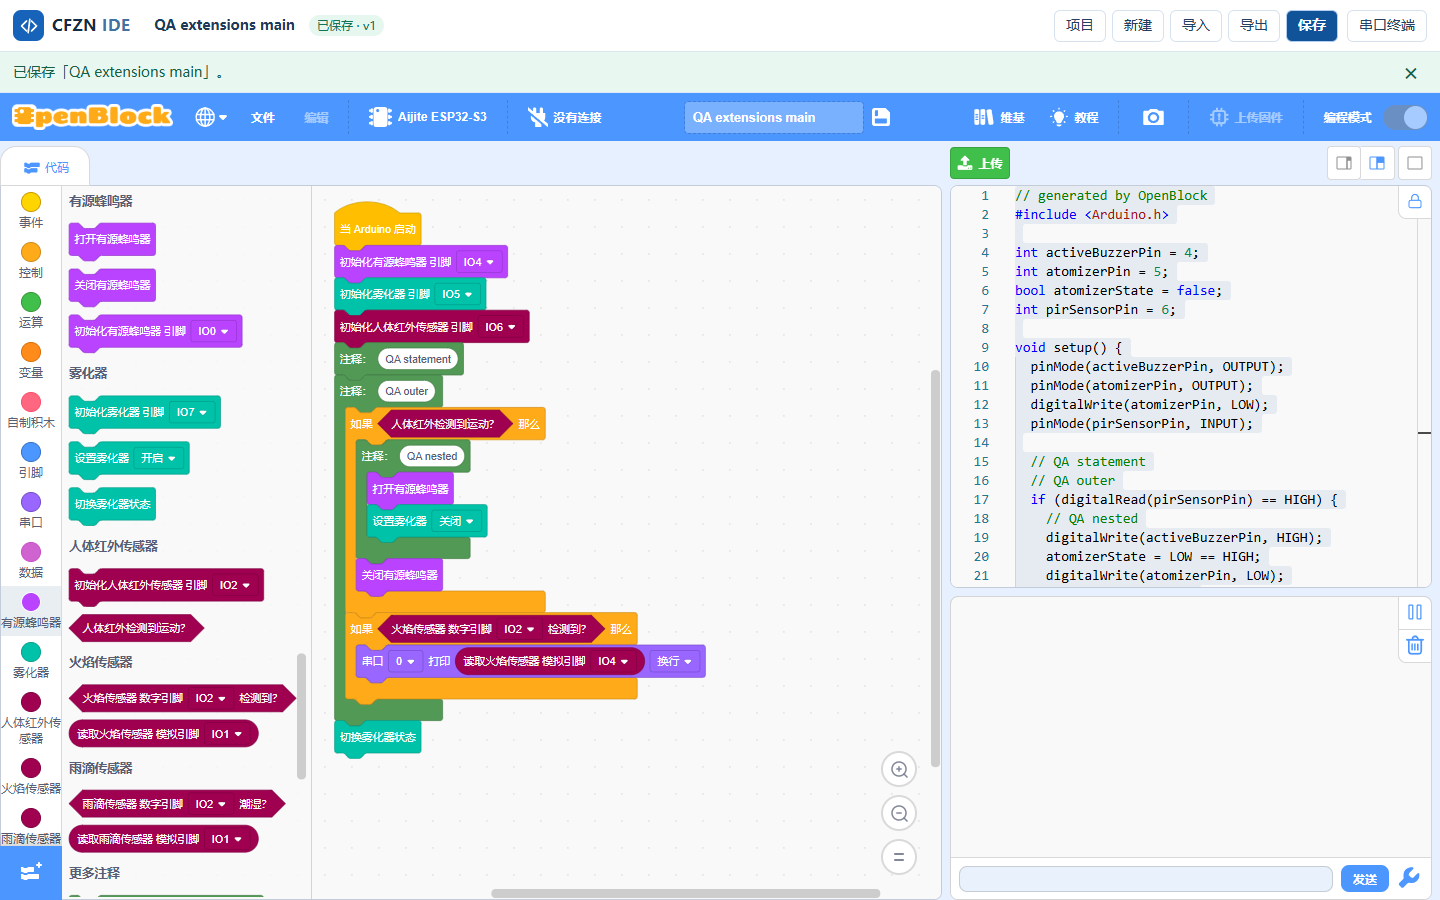 CFZN IDE
QA extensions main
已保存 · v1
项目
新建
导入
导出
保存
串口终端
已保存「QA extensions main」。
OpenBlock
文件
编辑
Aijite ESP32-S3
没有连接
QA extensions main
维基
教程
上传固件
编程模式
代码
上传
事件
控制
运算
变量
自制积木
引脚
串口
数据
有源蜂鸣器
雾化器
人体红外传感器
火焰传感器
雨滴传感器
有源蜂鸣器
打开有源蜂鸣器
关闭有源蜂鸣器
初始化有源蜂鸣器 引脚 IO0
雾化器
初始化雾化器 引脚 IO7
设置雾化器 开启
切换雾化器状态
人体红外传感器
初始化人体红外传感器 引脚 IO2
人体红外检测到运动?
火焰传感器
火焰传感器 数字引脚 IO2 检测到?
读取火焰传感器 模拟引脚 IO1
雨滴传感器
雨滴传感器 数字引脚 IO2 潮湿?
读取雨滴传感器 模拟引脚 IO1
更多注释
当 Arduino 启动
初始化有源蜂鸣器 引脚 IO4
初始化雾化器 引脚 IO5
初始化人体红外传感器 引脚 IO6
注释: QA statement
注释: QA outer
如果 人体红外检测到运动? 那么
注释: QA nested
打开有源蜂鸣器
设置雾化器 关闭
关闭有源蜂鸣器
如果 火焰传感器 数字引脚 IO2 检测到? 那么
串口 0 打印 读取火焰传感器 模拟引脚 IO4 换行
切换雾化器状态
1 // generated by OpenBlock
2 #include <Arduino.h>
3
4 int activeBuzzerPin = 4;
5 int atomizerPin = 5;
6 bool atomizerState = false;
7 int pirSensorPin = 6;
8
9 void setup() {
10 pinMode(activeBuzzerPin, OUTPUT);
11 pinMode(atomizerPin, OUTPUT);
12 digitalWrite(atomizerPin, LOW);
13 pinMode(pirSensorPin, INPUT);
14
15 // QA statement
16 // QA outer
17 if (digitalRead(pirSensorPin) == HIGH) {
18 // QA nested
19 digitalWrite(activeBuzzerPin, HIGH);
20 atomizerState = LOW == HIGH;
21 digitalWrite(atomizerPin, LOW);
发送